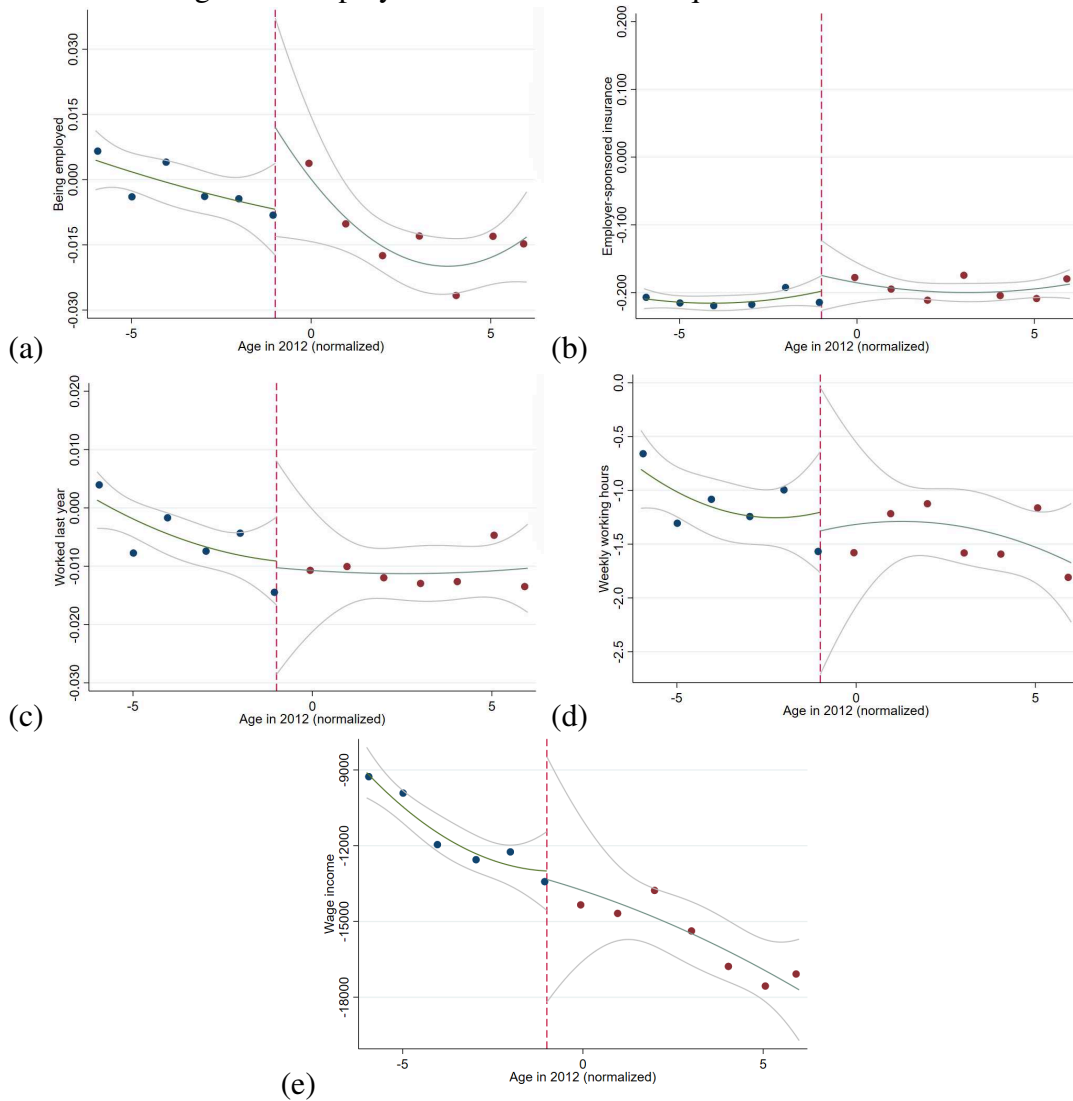 0.030
0.015
0.000
-0.015
-0.030
Being employed
-5
0
5
Age in 2012 (normalized)
(a)
0.200
0.100
0.000
-0.100
-0.200
Employer-sponsored insurance
-5
0
5
Age in 2012 (normalized)
(b)
0.020
0.010
0.000
-0.010
-0.020
-0.030
Worked last year
-5
0
5
Age in 2012 (normalized)
(c)
0.0
-0.5
-1.0
-1.5
-2.0
-2.5
Weekly working hours
-5
0
5
Age in 2012 (normalized)
(d)
-9000
-12000
-15000
-18000
Wage income
-5
0
5
Age in 2012 (normalized)
(e)